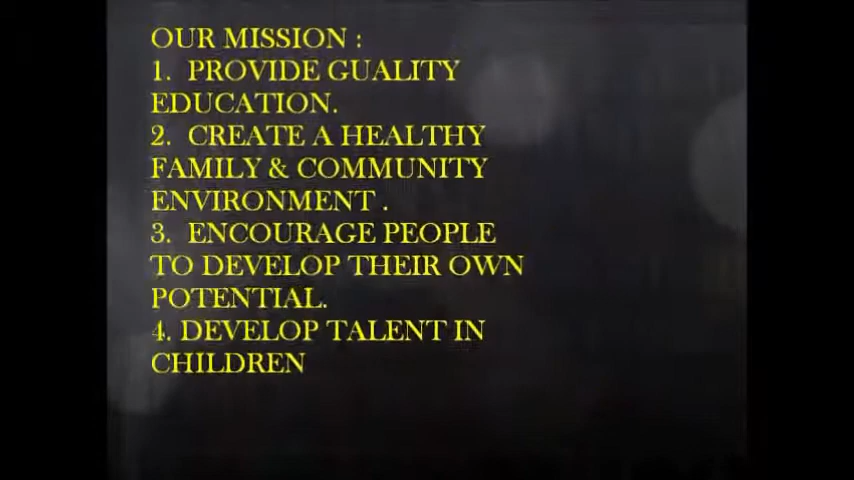 OUR MISSION :
1. PROVIDE GUALITY
EDUCATION.
2. CREATE A HEALTHY
FAMILY & COMMUNITY
ENVIRONMENT .
3. ENCOURAGE PEOPLE
TO DEVELOP THEIR OWN
POTENTIAL.
4. DEVELOP TALENT IN
CHILDREN